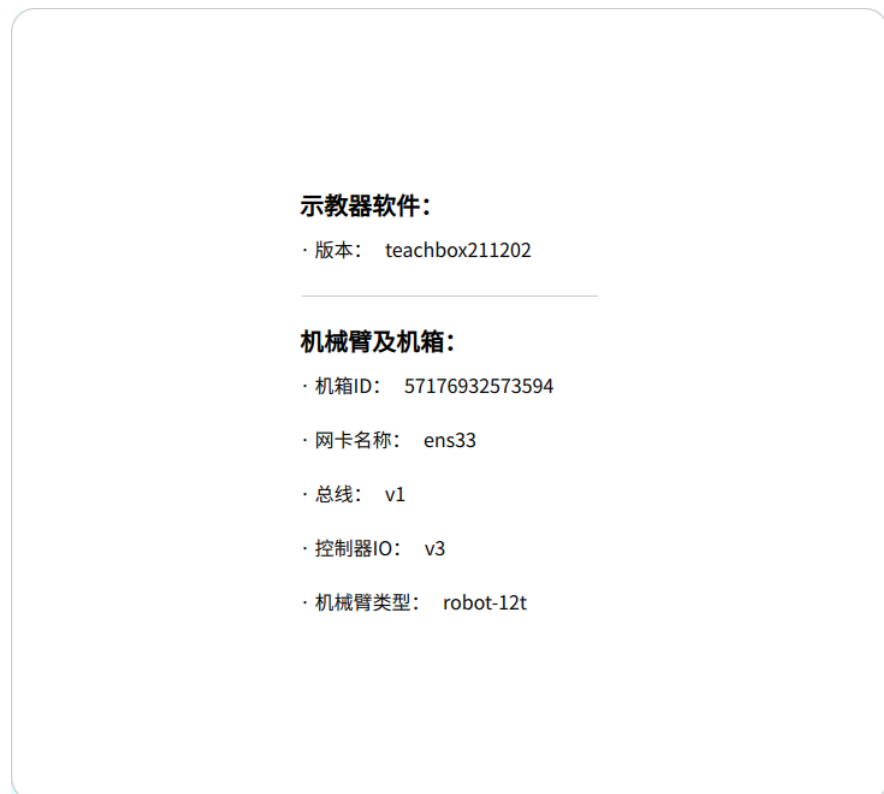 示教器软件：
· 版本： teachbox211202
机械臂及机箱：
· 机箱ID： 57176932573594
· 网卡名称： ens33
· 总线： v1
· 控制器IO： v3
· 机械臂类型： robot-12t